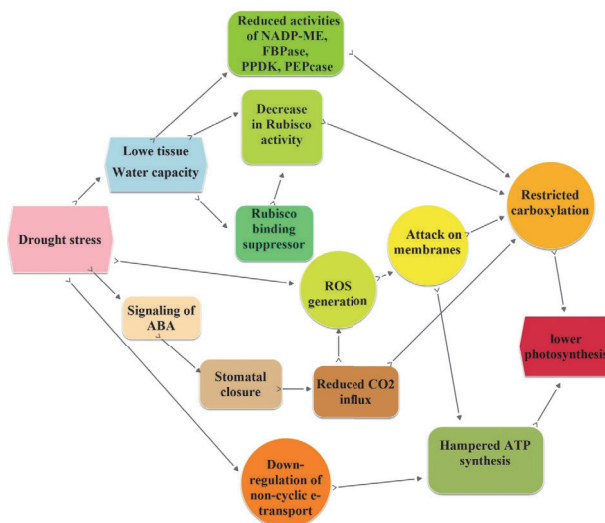 Reduced activities
of NADP-ME,
FBPase,
PPDK, PEPcase
Decrease
in Rubisco
activity
Lowe tissue
Water capacity
Restricted
carboxylation
Rubisco
binding
suppressor
Attack on
membranes
Drought stress
ROS
generation
Signaling of
ABA
lower
photosynthesis
Stomatal
closure
Reduced CO2
influx
Hampered ATP
synthesis
Down-
regulation of
non-cyclic e-
transport